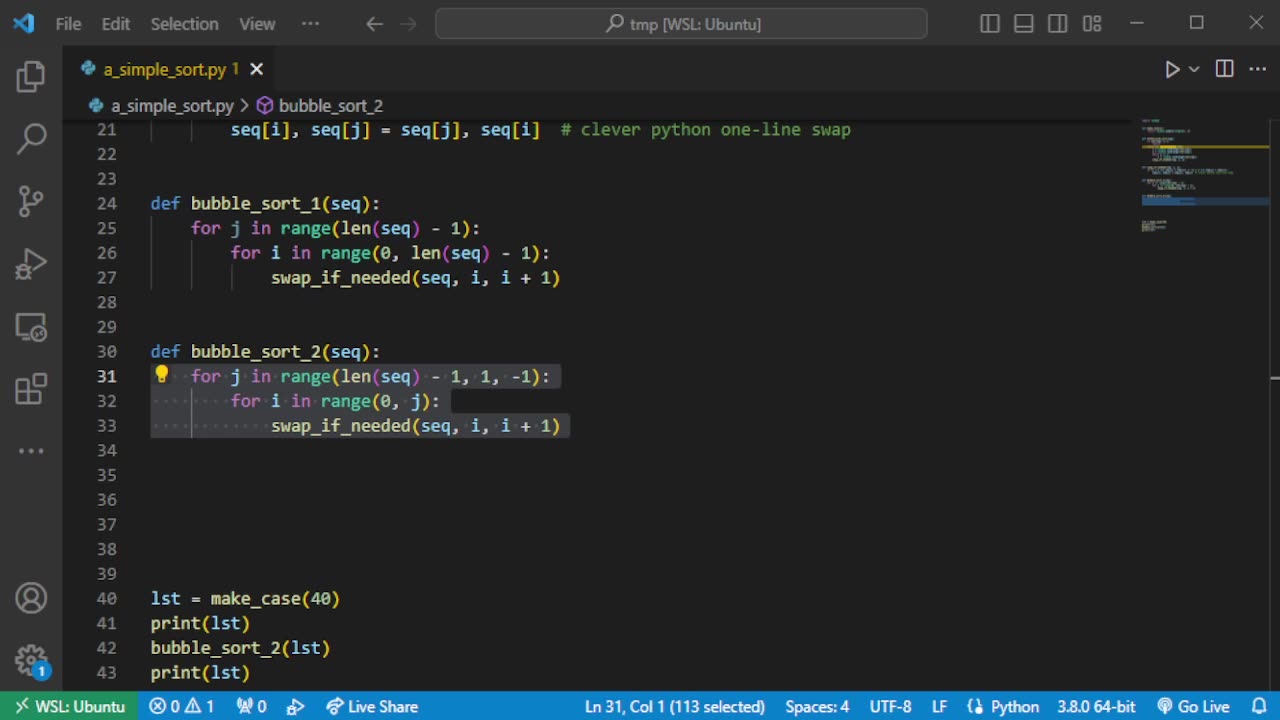 File Edit Selection View ··· tmp [WSL: Ubuntu]
a_simple_sort.py 1
a_simple_sort.py > bubble_sort_2
21 seq[i], seq[j] = seq[j], seq[i] # clever python one-line swap
22
23
24 def bubble_sort_1(seq):
25 for j in range(len(seq) - 1):
26 for i in range(0, len(seq) - 1):
27 swap_if_needed(seq, i, i + 1)
28
29
30 def bubble_sort_2(seq):
31 for j in range(len(seq) - 1, 1, -1):
32 for i in range(0, j):
33 swap_if_needed(seq, i, i + 1)
34
35
36
37
38
39
40 lst = make_case(40)
41 print(lst)
42 bubble_sort_2(lst)
43 print(lst)
1
WSL: Ubuntu 0 1 0 Live Share Ln 31, Col 1 (113 selected) Spaces: 4 UTF-8 LF Python 3.8.0 64-bit Go Live